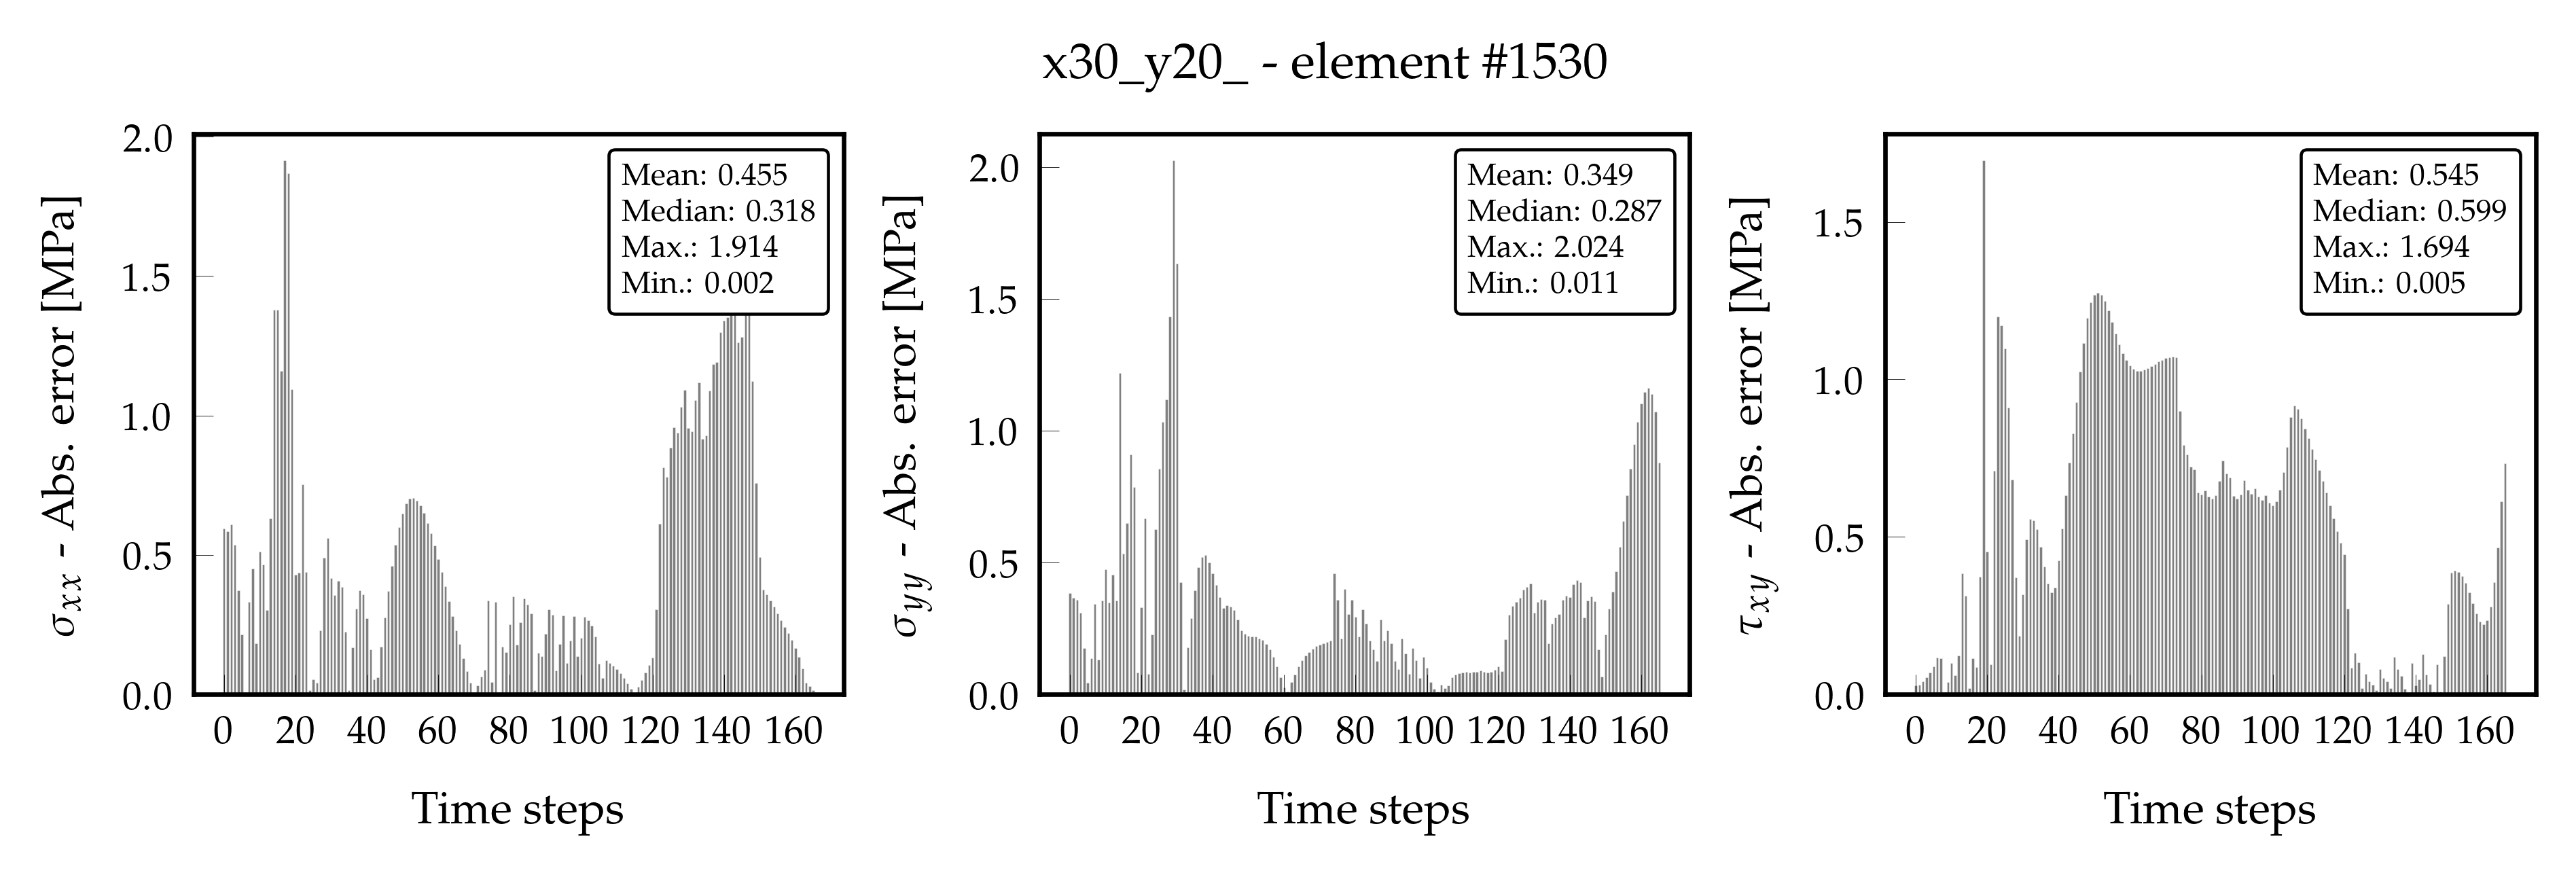 x30_y20_ - element #1530
σxx - Abs. error [MPa]
2.0
1.5
1.0
0.5
0.0
Mean: 0.455
Median: 0.318
Max.: 1.914
Min.: 0.002
0 20 40 60 80 100 120 140 160
Time steps
σyy - Abs. error [MPa]
2.0
1.5
1.0
0.5
0.0
Mean: 0.349
Median: 0.287
Max.: 2.024
Min.: 0.011
0 20 40 60 80 100 120 140 160
Time steps
τxy - Abs. error [MPa]
1.5
1.0
0.5
0.0
Mean: 0.545
Median: 0.599
Max.: 1.694
Min.: 0.005
0 20 40 60 80 100 120 140 160
Time steps